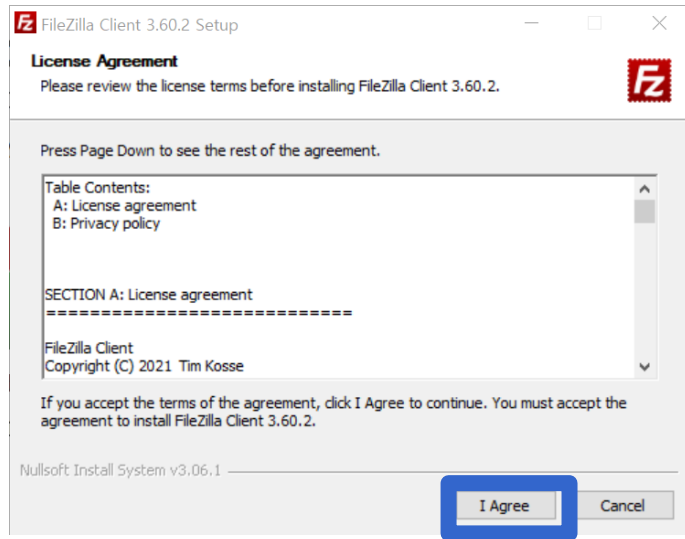 FileZilla Client 3.60.2 Setup
License Agreement
Please review the license terms before installing FileZilla Client 3.60.2.
Fz
Press Page Down to see the rest of the agreement.
Table Contents:
A: License agreement
B: Privacy policy
SECTION A: License agreement
============================
FileZilla Client
Copyright (C) 2021 Tim Kosse
If you accept the terms of the agreement, click I Agree to continue. You must accept the
agreement to install FileZilla Client 3.60.2.
Nullsoft Install System v3.06.1
I Agree
Cancel